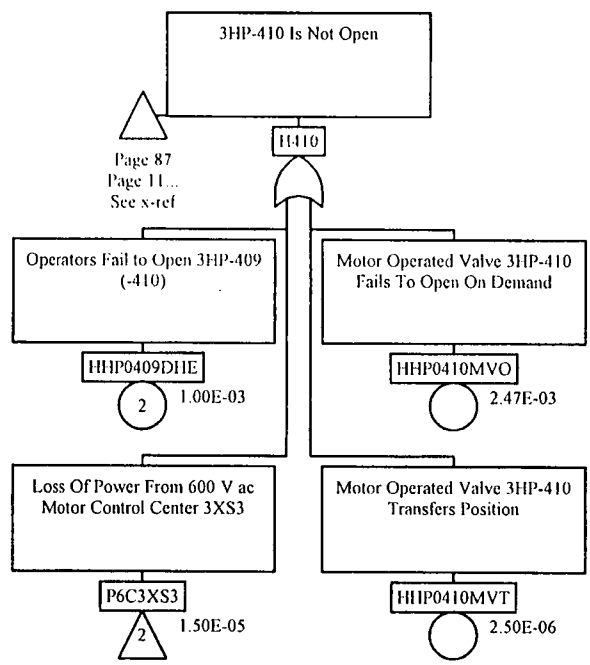 3HP-410 Is Not Open
H410
Page 87
Page 11...
See x-ref
Operators Fail to Open 3HP-409
(-410)
HHP0409DHE
2
1.00E-03
Motor Operated Valve 3HP-410
Fails To Open On Demand
HHP0410MVO
2.47E-03
Loss Of Power From 600 V ac
Motor Control Center 3XS3
P6C3XS3
2
1.50E-05
Motor Operated Valve 3HP-410
Transfers Position
HHP0410MVT
2.50E-06